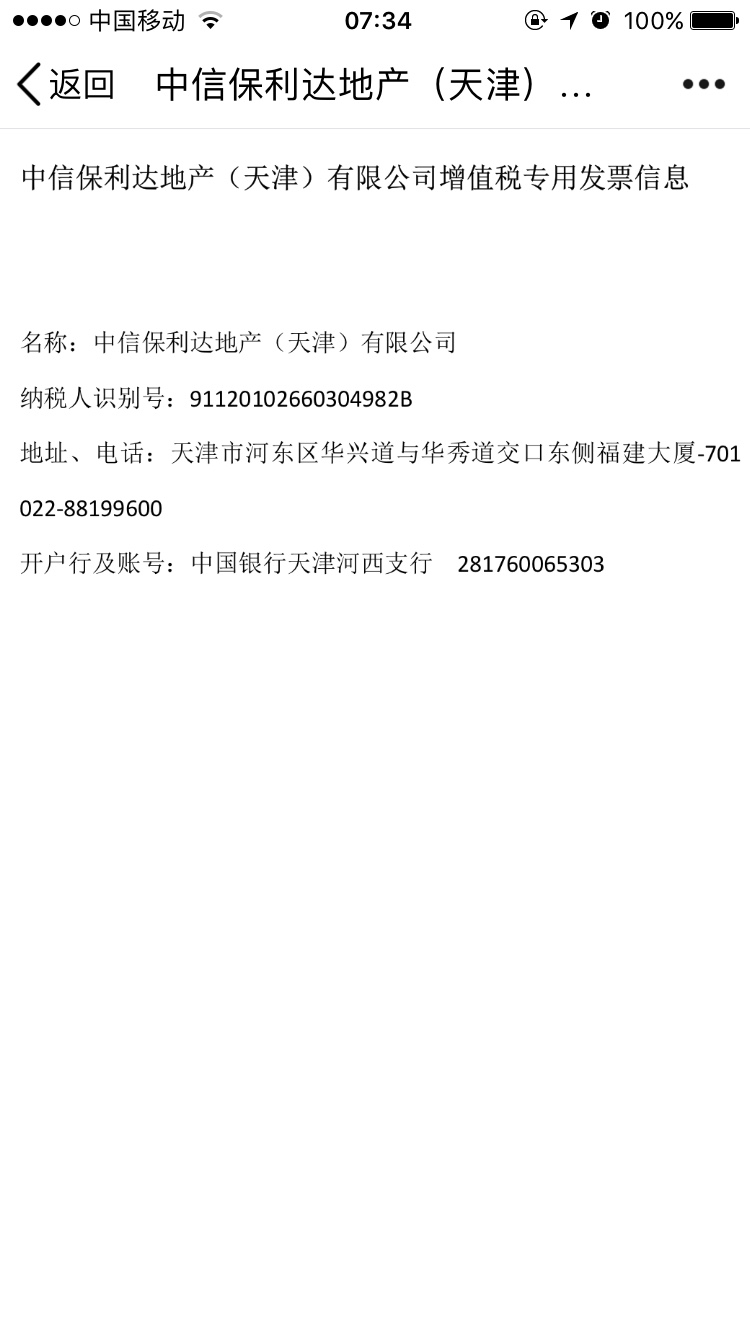 中国移动 07:34 100%
返回 中信保利达地产（天津）...
中信保利达地产（天津）有限公司增值税专用发票信息
名称：中信保利达地产（天津）有限公司
纳税人识别号：91120102660304982B
地址、电话：天津市河东区华兴道与华秀道交口东侧福建大厦-701
022-88199600
开户行及账号：中国银行天津河西支行 281760065303